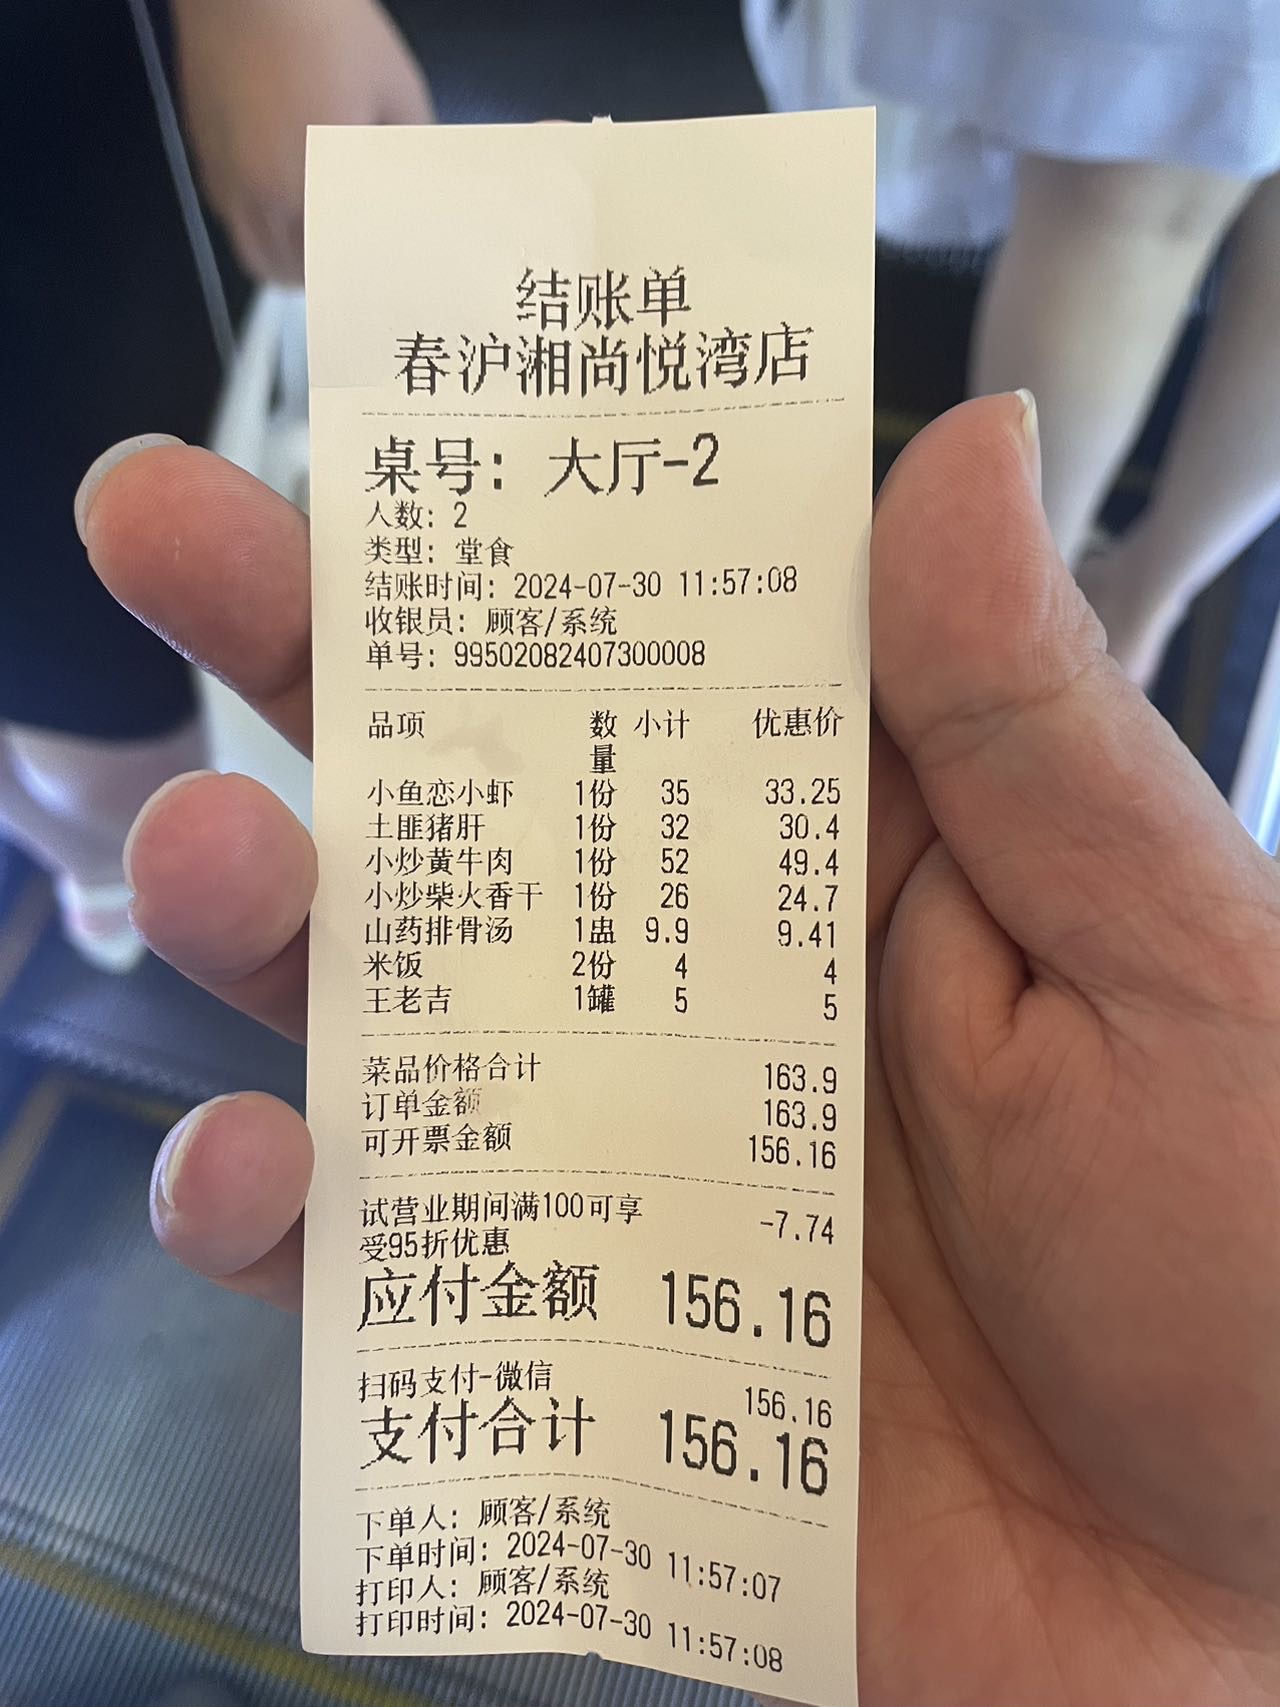 结账单
春沪湘尚悦湾店
桌号: 大厅-2
人数: 2
类型: 堂食
结账时间: 2024-07-30 11:57:08
收银员: 顾客/系统
单号: 99502082407300008
品项 数量 小计 优惠价
小鱼恋小虾 1份 35 33.25
土匪猪肝 1份 32 30.4
小炒黄牛肉 1份 52 49.4
小炒柴火香干 1份 26 24.7
山药排骨汤 1盅 9.9 9.41
米饭 2份 4 4
王老吉 1罐 5 5
菜品价格合计 163.9
订单金额 163.9
可开票金额 156.16
试营业期间满100可享 -7.74
受95折优惠
应付金额 156.16
扫码支付-微信 156.16
支付合计 156.16
下单人: 顾客/系统
下单时间: 2024-07-30 11:57:07
打印人: 顾客/系统
打印时间: 2024-07-30 11:57:08